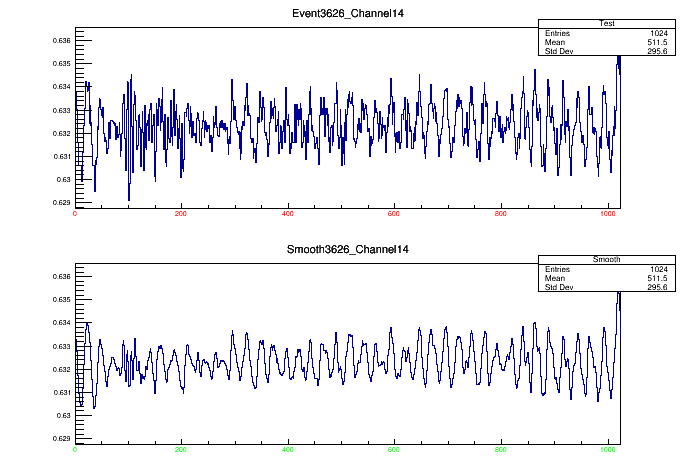 Event3626_Channel14
Test
Entries 1024
Mean 511.5
Std Dev 295.6
0.636
0.635
0.634
0.633
0.632
0.631
0.63
0.629
0 200 400 600 800 1000
Smooth3626_Channel14
Smooth
Entries 1024
Mean 511.5
Std Dev 295.6
0.636
0.635
0.634
0.633
0.632
0.631
0.63
0.629
0 200 400 600 800 1000